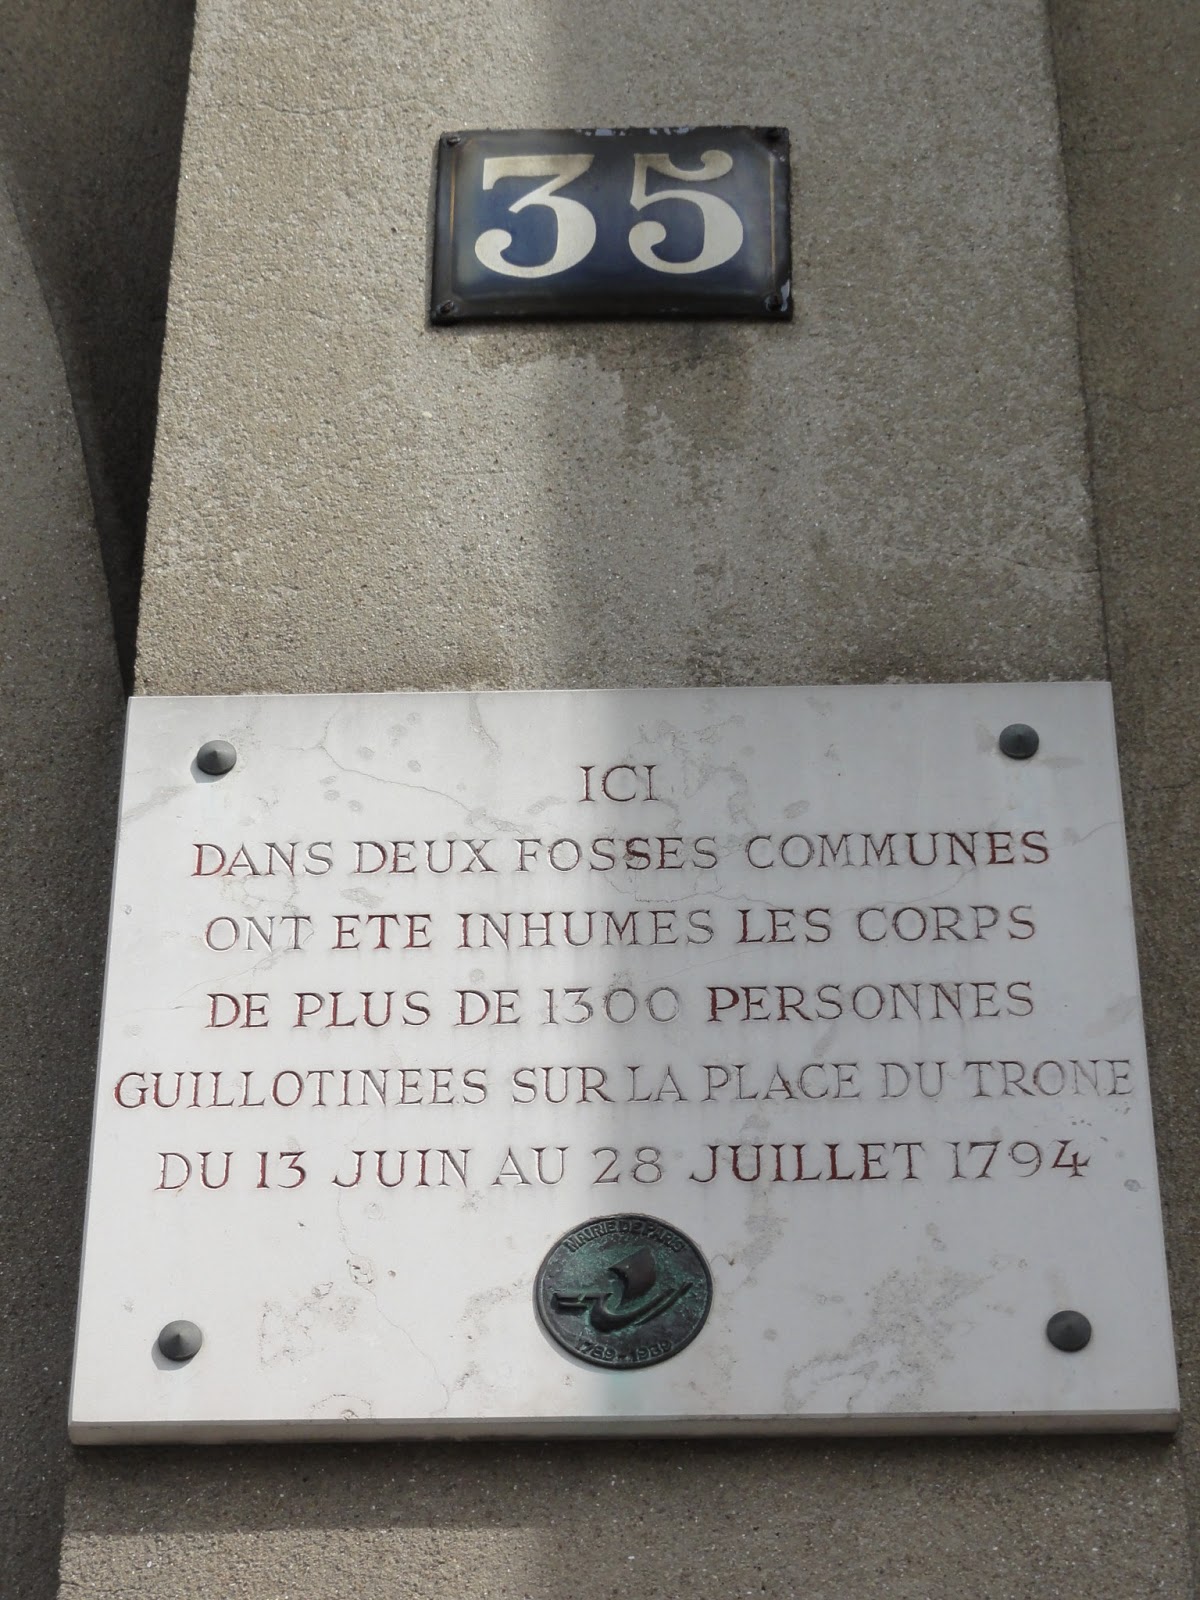 35
ICI
DANS DEUX FOSSES COMMUNES
ONT ETE INHUMES LES CORPS
DE PLUS DE 1300 PERSONNES
GUILLOTINEES SUR LA PLACE DU TRONE
DU 13 JUIN AU 28 JUILLET 1794
MAIRIE DE PARIS
1789-1989